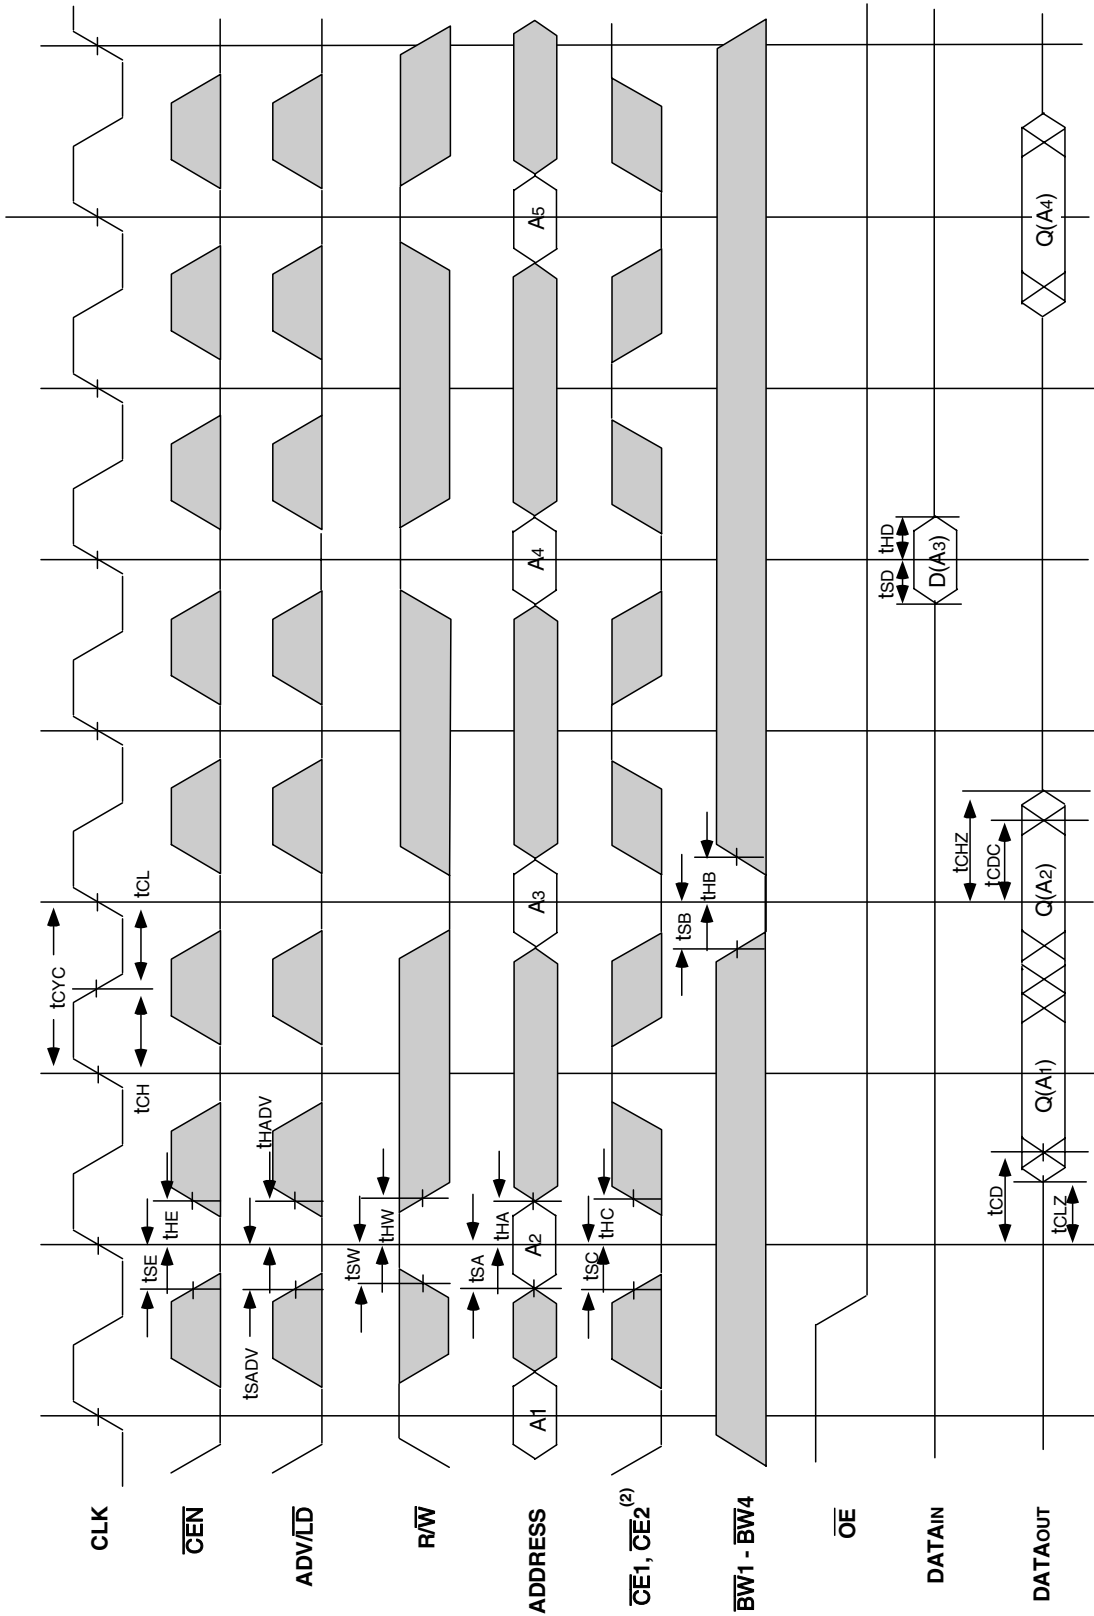 CLK
tCYC
tCH
tCL
CEN
tSE
tHE
ADV/LD
tSADV
tHADV
R/W
tSW
tHW
ADDRESS
A1
A2
A3
A4
A5
tSA
tHA
CE1, CE2(2)
tSC
tHC
BW1 - BW4
tSB
tHB
OE
DATAIN
D(A3)
tSD
tHD
DATAOUT
tCD
tCLZ
Q(A1)
Q(A2)
tCHZ
tCDC
Q(A4)